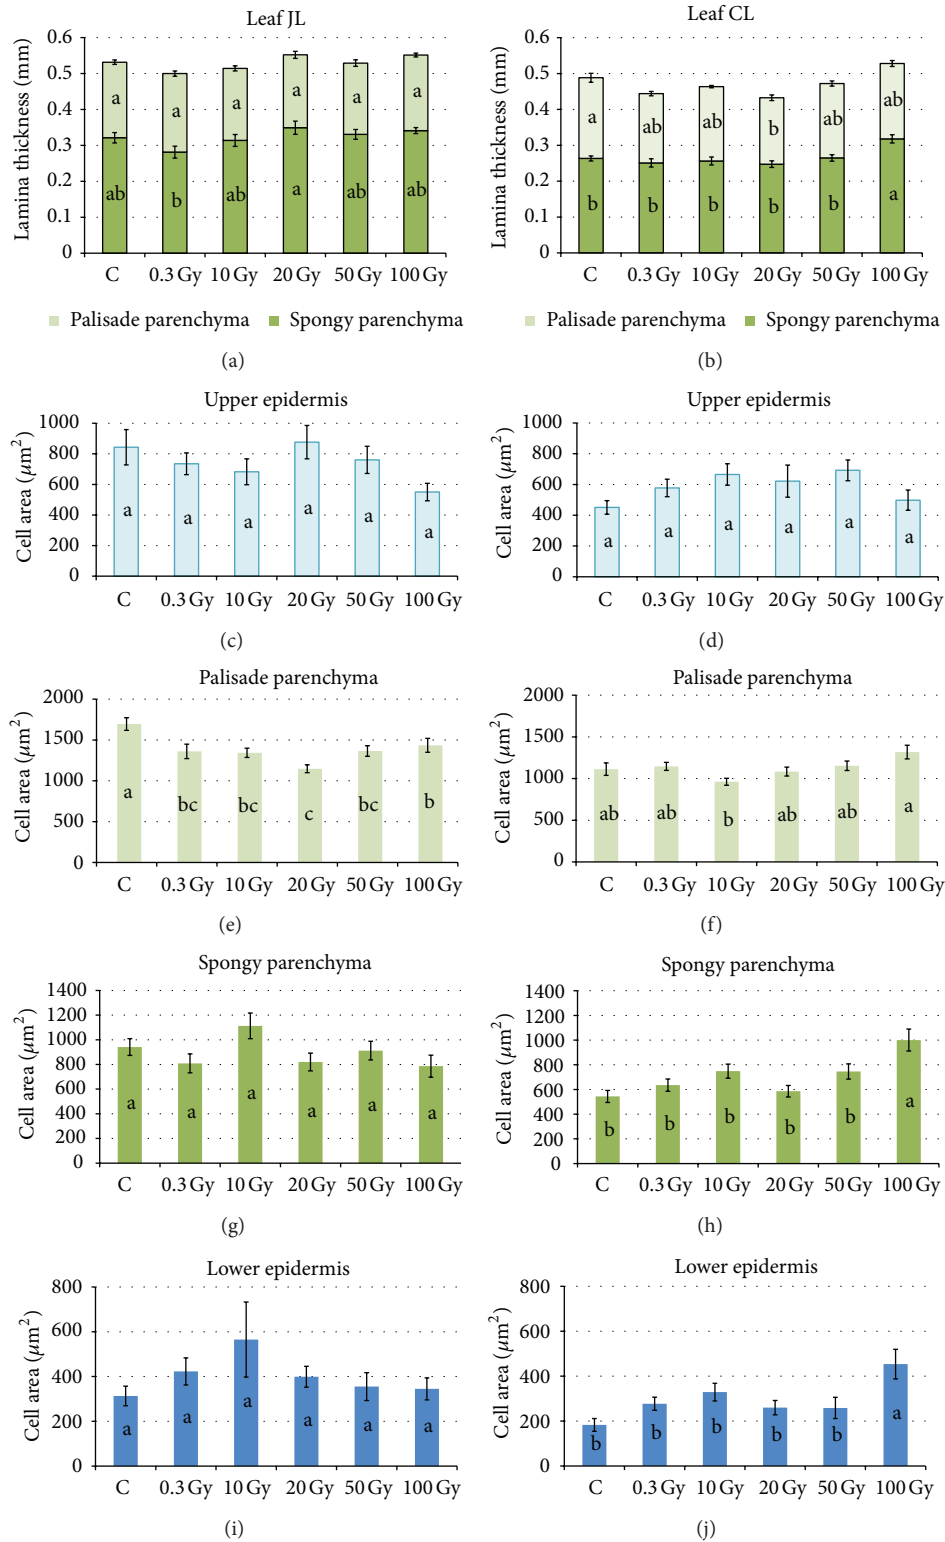 Leaf JL
Lamina thickness (mm)
0.6
0.5
0.4
0.3
0.2
0.1
0
a a a a a a
ab b ab a ab ab
C 0.3 Gy 10 Gy 20 Gy 50 Gy 100 Gy
Palisade parenchyma Spongy parenchyma
(a)
Leaf CL
Lamina thickness (mm)
0.6
0.5
0.4
0.3
0.2
0.1
0
a ab ab b ab ab
b b b b b a
C 0.3 Gy 10 Gy 20 Gy 50 Gy 100 Gy
Palisade parenchyma Spongy parenchyma
(b)
Upper epidermis
Cell area (μm²)
1000
800
600
400
200
0
a a a a a a
C 0.3 Gy 10 Gy 20 Gy 50 Gy 100 Gy
(c)
Upper epidermis
Cell area (μm²)
1000
800
600
400
200
0
a a a a a a
C 0.3 Gy 10 Gy 20 Gy 50 Gy 100 Gy
(d)
Palisade parenchyma
Cell area (μm²)
2000
1500
1000
500
0
a bc bc c bc b
C 0.3 Gy 10 Gy 20 Gy 50 Gy 100 Gy
(e)
Palisade parenchyma
Cell area (μm²)
2000
1500
1000
500
0
ab ab b ab ab a
C 0.3 Gy 10 Gy 20 Gy 50 Gy 100 Gy
(f)
Spongy parenchyma
Cell area (μm²)
1400
1200
1000
800
600
400
200
0
a a a a a a
C 0.3 Gy 10 Gy 20 Gy 50 Gy 100 Gy
(g)
Spongy parenchyma
Cell area (μm²)
1400
1200
1000
800
600
400
200
0
b b b b b a
C 0.3 Gy 10 Gy 20 Gy 50 Gy 100 Gy
(h)
Lower epidermis
Cell area (μm²)
800
600
400
200
0
a a a a a a
C 0.3 Gy 10 Gy 20 Gy 50 Gy 100 Gy
(i)
Lower epidermis
Cell area (μm²)
800
600
400
200
0
b b b b b a
C 0.3 Gy 10 Gy 20 Gy 50 Gy 100 Gy
(j)